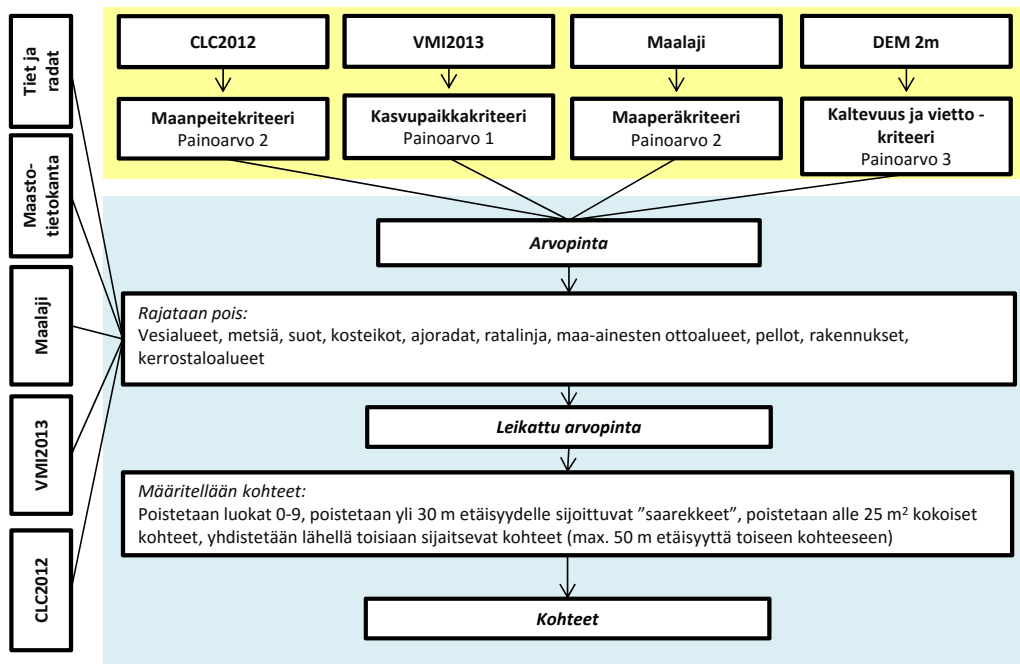 Tiet ja
radat
Maasto-
tietokanta
Maalaji
VMI2013
CLC2012
CLC2012
VMI2013
Maalaji
DEM 2m
Maanpeitekriteeri
Painoarvo 2
Kasvupaikkakriteeri
Painoarvo 1
Maaperäkriteeri
Painoarvo 2
Kaltevuus ja vietto -
kriteeri
Painoarvo 3
Arvopinta
Rajataan pois:
Vesialueet, metsiä, suot, kosteikot, ajoradat, ratalinja, maa-ainesten ottoalueet, pellot, rakennukset,
kerrostaloalueet
Leikattu arvopinta
Määritellään kohteet:
Poistetaan luokat 0-9, poistetaan yli 30 m etäisyydelle sijoittuvat ”saarekkeet”, poistetaan alle 25 m² kokoiset
kohteet, yhdistetään lähellä toisiaan sijaitsevat kohteet (max. 50 m etäisyyttä toiseen kohteeseen)
Kohteet